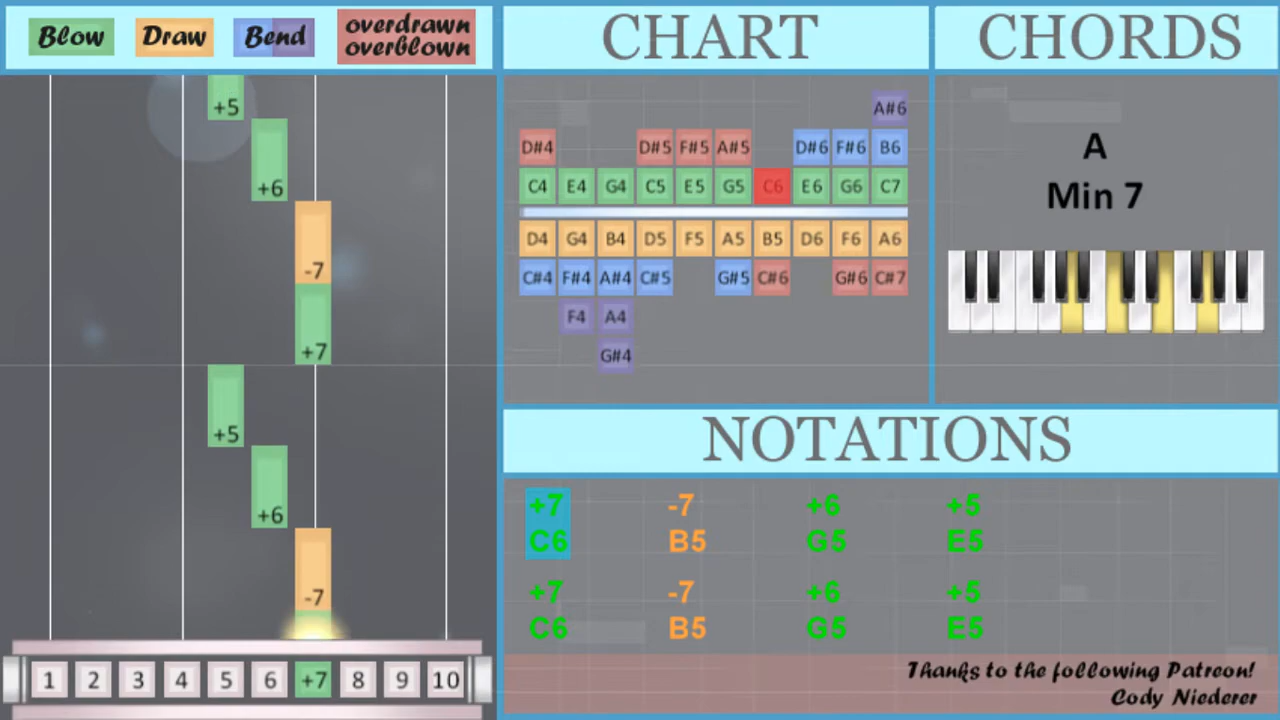 Blow Draw Bend overdrawn
overblown
CHART
CHORDS
+5
+6
-7
+7
+5
+6
-7
1 2 3 4 5 6 +7 8 9 10
A#6
D#4 D#5 F#5 A#5 D#6 F#6 B6
C4 E4 G4 C5 E5 G5 C6 E6 G6 C7
D4 G4 B4 D5 F5 A5 B5 D6 F6 A6
C#4 F#4 A#4 C#5 G#5 C#6 G#6 C#7
F4 A4
G#4
A
Min 7
NOTATIONS
+7 -7 +6 +5
C6 B5 G5 E5
+7 -7 +6 +5
C6 B5 G5 E5
Thanks to the following Patreon!
Cody Niederer